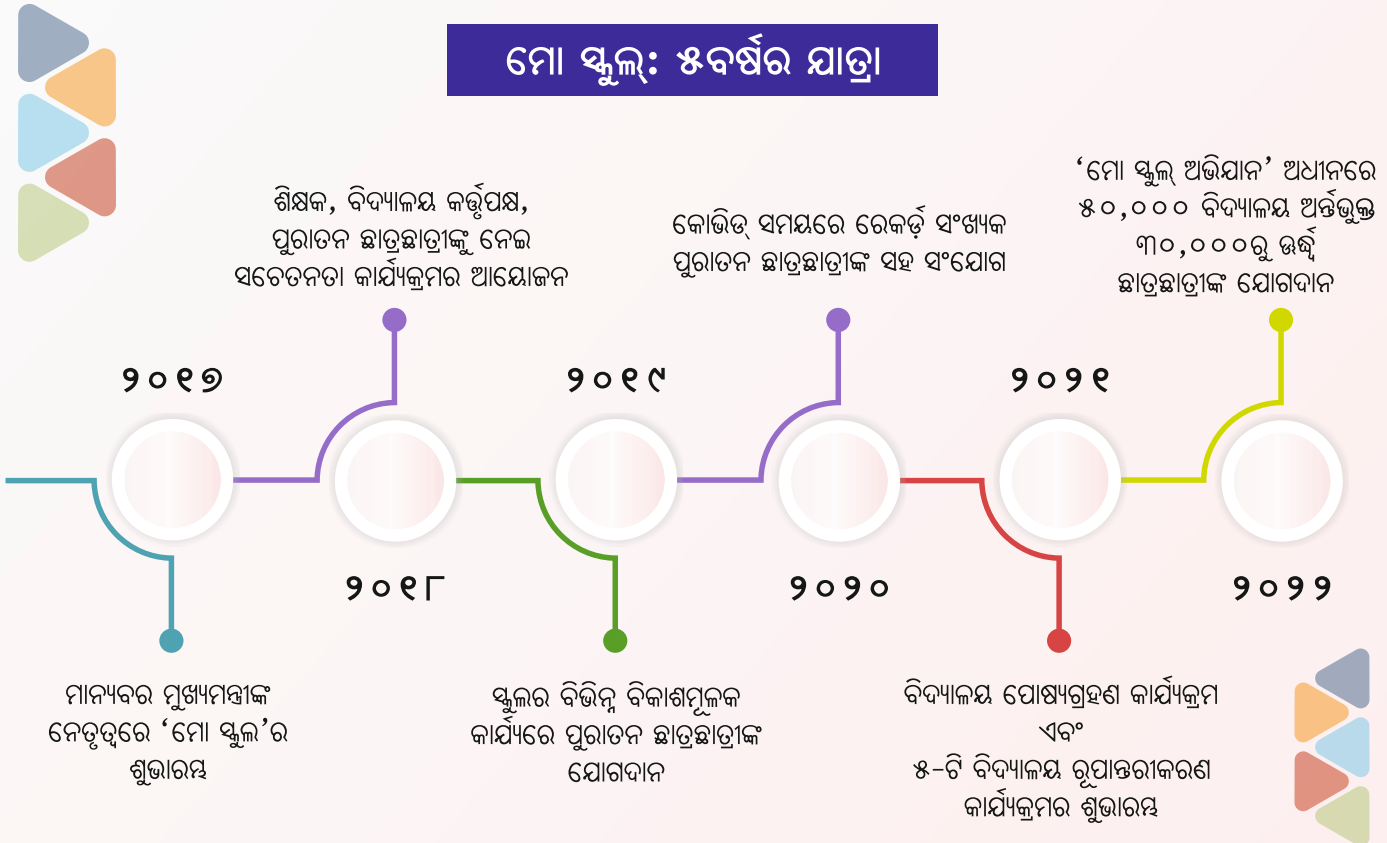 ମୋ ସ୍କୁଲ୍: ୫ବର୍ଷର ଯାତ୍ରା
୨୦୧୭
ମାନ୍ୟବର ମୁଖ୍ୟମନ୍ତ୍ରୀଙ୍କ
ନେତୃତ୍ୱରେ ‘ମୋ ସ୍କୁଲ’ର
ଶୁଭାରମ୍ଭ
ଶିକ୍ଷକ, ବିଦ୍ୟାଳୟ କର୍ତ୍ତୃପକ୍ଷ,
ପୁରାତନ ଛାତ୍ରଛାତ୍ରୀଙ୍କୁ ନେଇ
ସଚେତନତା କାର୍ଯ୍ୟକ୍ରମର ଆୟୋଜନ
୨୦୧୮
୨୦୧୯
ସ୍କୁଲର ବିଭିନ୍ନ ବିକାଶମୂଳକ
କାର୍ଯ୍ୟରେ ପୁରାତନ ଛାତ୍ରଛାତ୍ରୀଙ୍କ
ଯୋଗଦାନ
କୋଭିଡ୍ ସମୟରେ ରେକର୍ଡ଼ ସଂଖ୍ୟକ
ପୁରାତନ ଛାତ୍ରଛାତ୍ରୀଙ୍କ ସହ ସଂଯୋଗ
୨୦୨୦
୨୦୨୧
ବିଦ୍ୟାଳୟ ପୋଷ୍ୟଗ୍ରହଣ କାର୍ଯ୍ୟକ୍ରମ
ଏବଂ
୫-ଟି ବିଦ୍ୟାଳୟ ରୂପାନ୍ତରୀକରଣ
କାର୍ଯ୍ୟକ୍ରମର ଶୁଭାରମ୍ଭ
‘ମୋ ସ୍କୁଲ୍ ଅଭିଯାନ’ ଅଧୀନରେ
୫୦,୦୦୦ ବିଦ୍ୟାଳୟ ଅର୍ନ୍ତଭୁକ୍ତ
୩୦,୦୦୦ରୁ ଊର୍ଦ୍ଧ୍ୱ
ଛାତ୍ରଛାତ୍ରୀଙ୍କ ଯୋଗଦାନ
୨୦୨୨